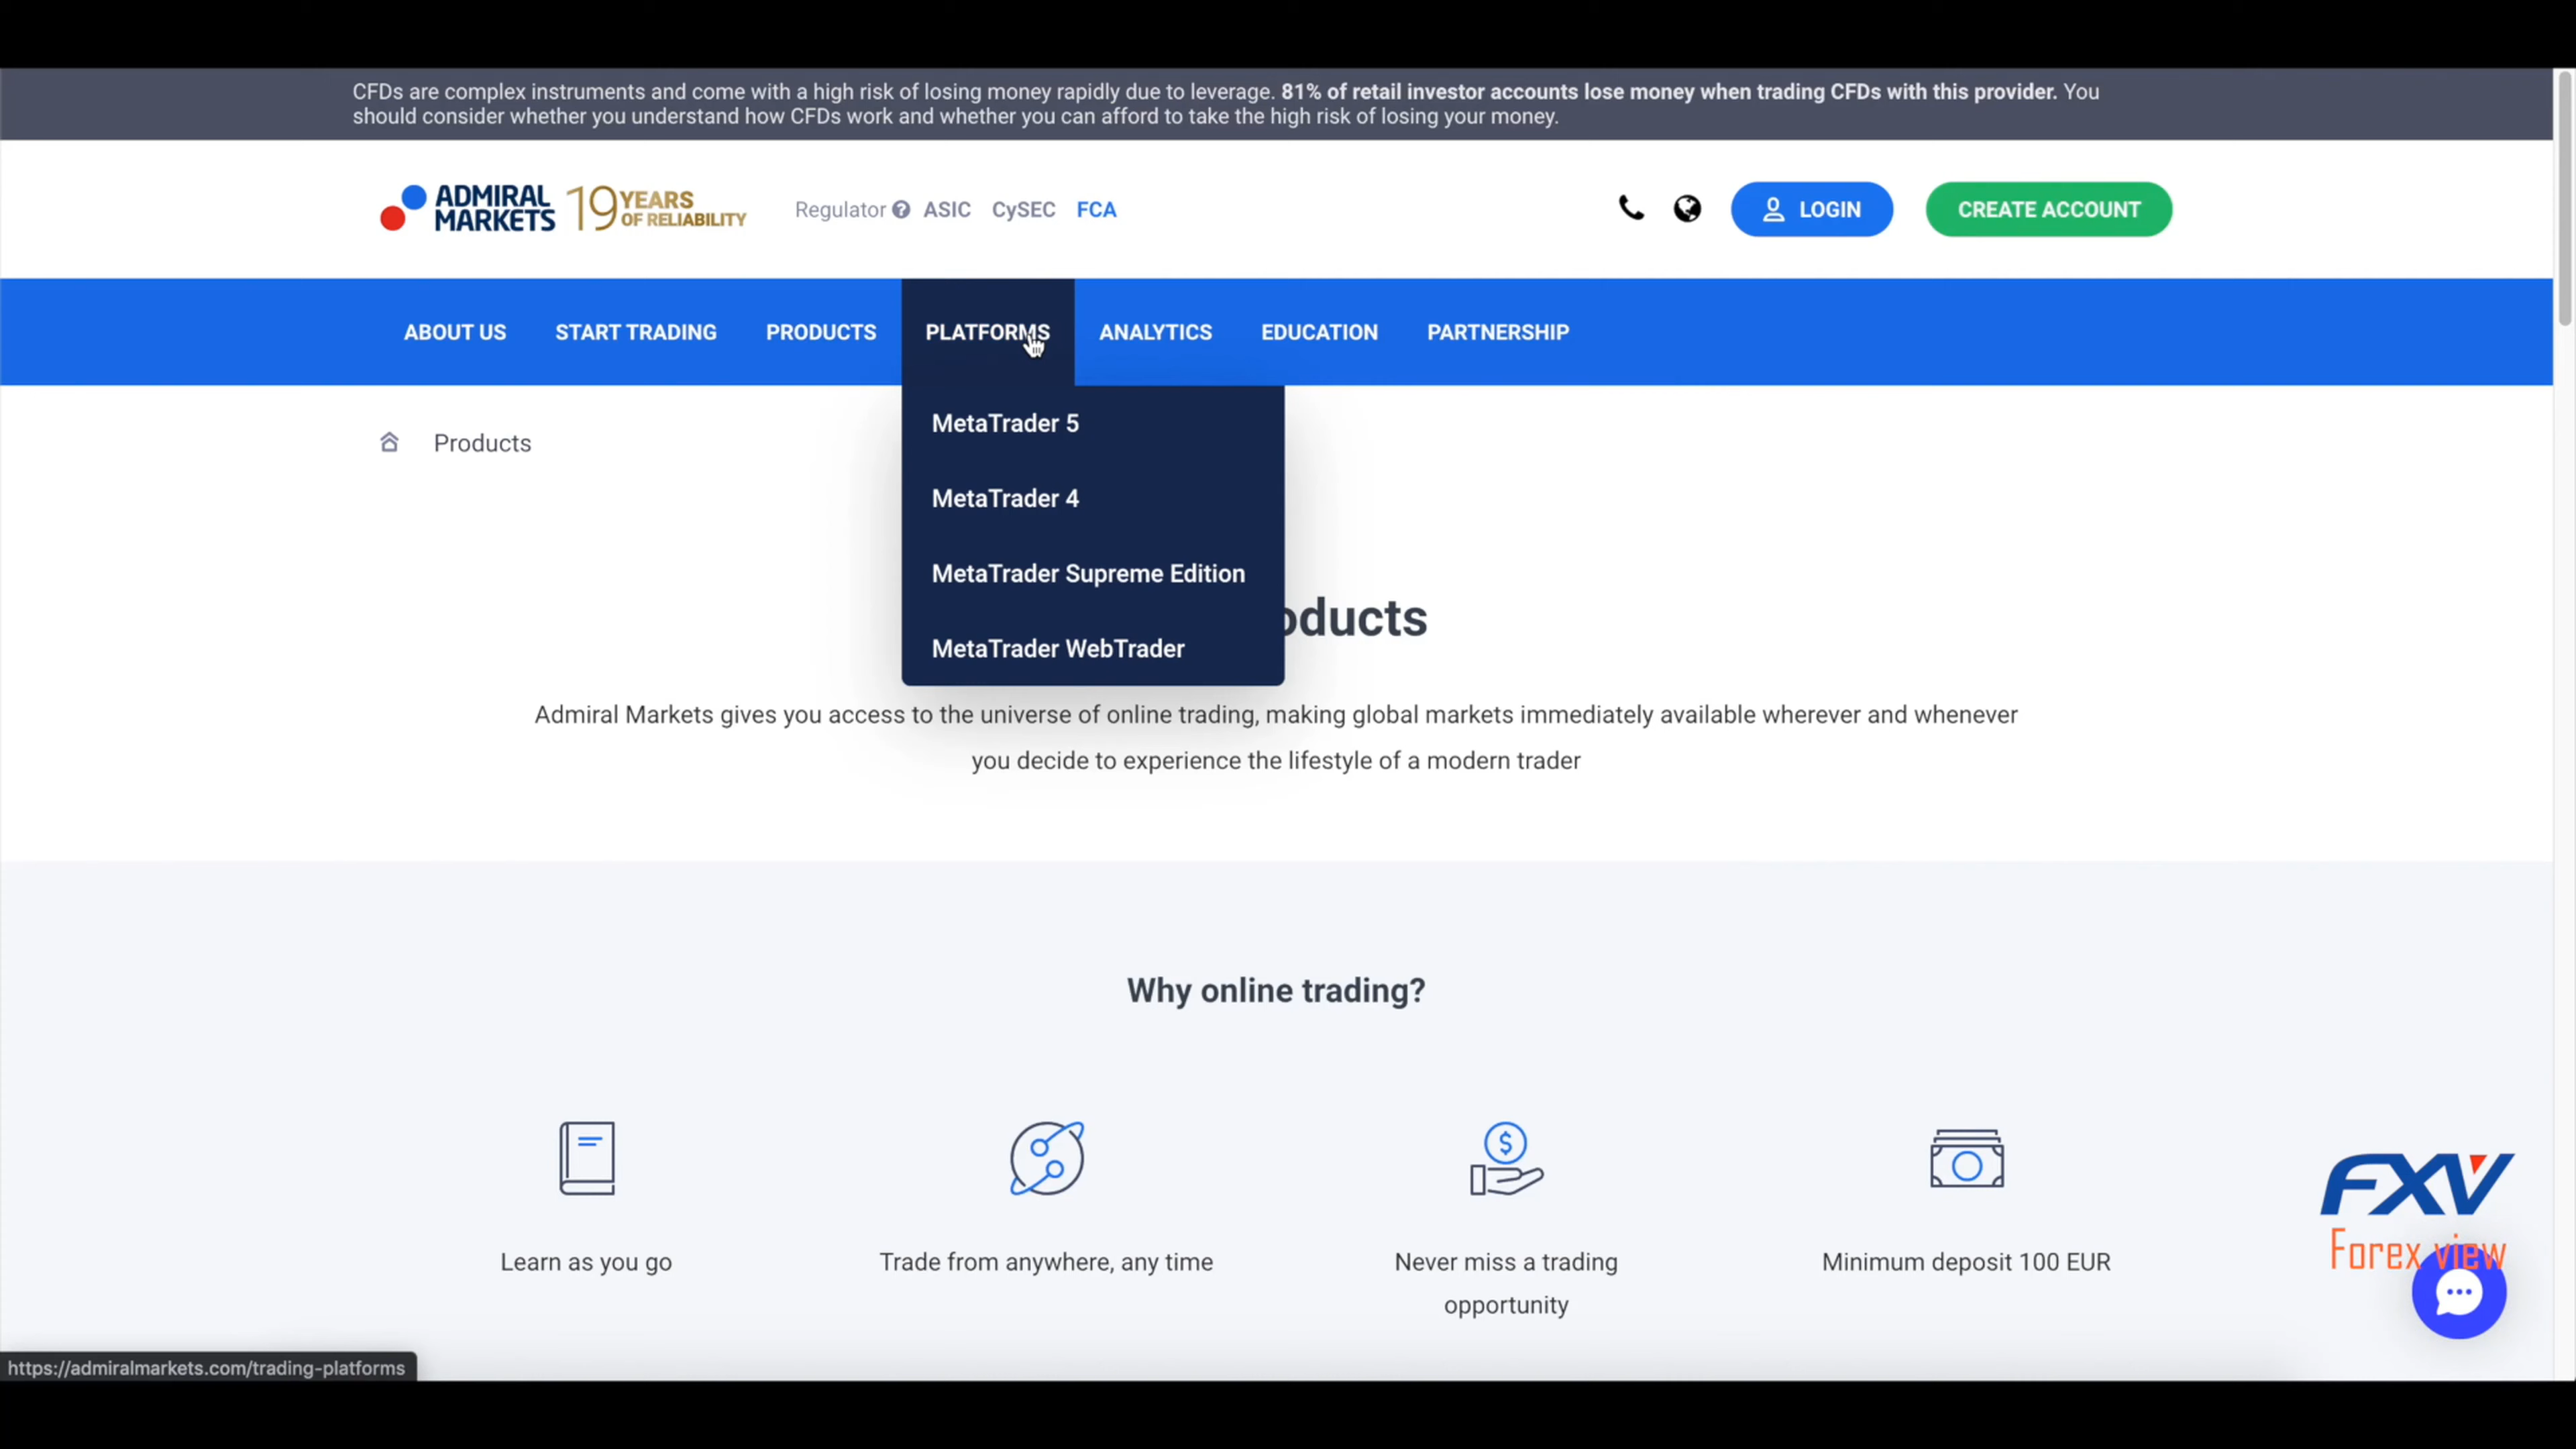 CFDs are complex instruments and come with a high risk of losing money rapidly due to leverage. 81% of retail investor accounts lose money when trading CFDs with this provider. You
should consider whether you understand how CFDs work and whether you can afford to take the high risk of losing your money.
ADMIRAL
MARKETS
19 YEARS
OF RELIABILITY
Regulator ? ASIC CySEC FCA
LOGIN
CREATE ACCOUNT
ABOUT US START TRADING PRODUCTS PLATFORMS ANALYTICS EDUCATION PARTNERSHIP
MetaTrader 5
Products
MetaTrader 4
MetaTrader Supreme Edition
oducts
MetaTrader WebTrader
Admiral Markets gives you access to the universe of online trading, making global markets immediately available wherever and whenever
you decide to experience the lifestyle of a modern trader
Why online trading?
$
Learn as you go
Trade from anywhere, any time
Never miss a trading
opportunity
Minimum deposit 100 EUR
FXV
Forex view
https://admiralmarkets.com/trading-platforms